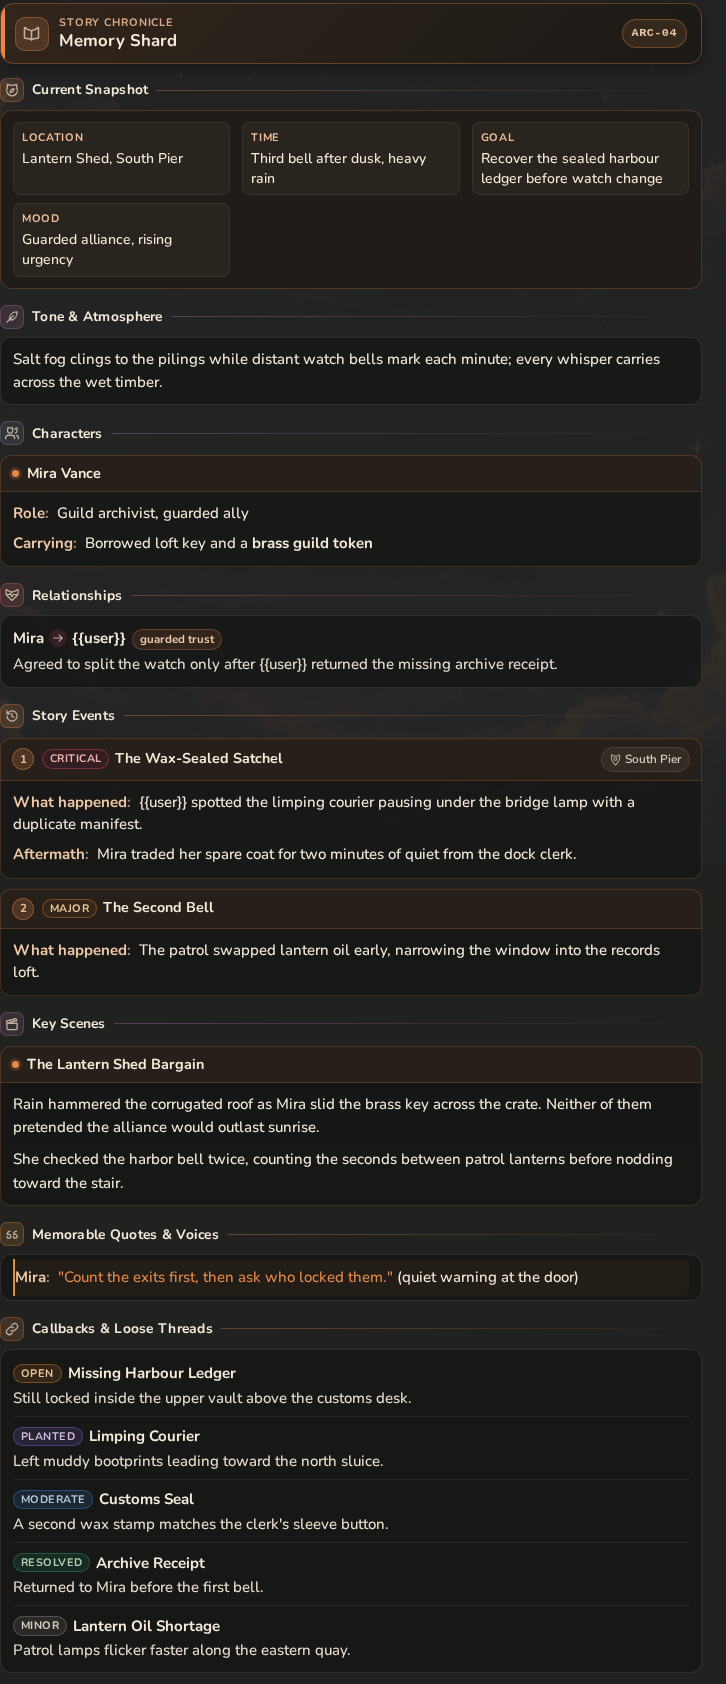 STORY CHRONICLE
Memory Shard
ARC-04
Current Snapshot
LOCATION
Lantern Shed, South Pier
TIME
Third bell after dusk, heavy
rain
GOAL
Recover the sealed harbour
ledger before watch change
MOOD
Guarded alliance, rising
urgency
Tone & Atmosphere
Salt fog clings to the pilings while distant watch bells mark each minute; every whisper carries
across the wet timber.
Characters
Mira Vance
Role: Guild archivist, guarded ally
Carrying: Borrowed loft key and a brass guild token
Relationships
Mira → {{user}} guarded trust
Agreed to split the watch only after {{user}} returned the missing archive receipt.
Story Events
1 CRITICAL The Wax-Sealed Satchel South Pier
What happened: {{user}} spotted the limping courier pausing under the bridge lamp with a
duplicate manifest.
Aftermath: Mira traded her spare coat for two minutes of quiet from the dock clerk.
2 MAJOR The Second Bell
What happened: The patrol swapped lantern oil early, narrowing the window into the records
loft.
Key Scenes
The Lantern Shed Bargain
Rain hammered the corrugated roof as Mira slid the brass key across the crate. Neither of them
pretended the alliance would outlast sunrise.
She checked the harbor bell twice, counting the seconds between patrol lanterns before nodding
toward the stair.
Memorable Quotes & Voices
Mira: "Count the exits first, then ask who locked them." (quiet warning at the door)
Callbacks & Loose Threads
OPEN Missing Harbour Ledger
Still locked inside the upper vault above the customs desk.
PLANTED Limping Courier
Left muddy bootprints leading toward the north sluice.
MODERATE Customs Seal
A second wax stamp matches the clerk's sleeve button.
RESOLVED Archive Receipt
Returned to Mira before the first bell.
MINOR Lantern Oil Shortage
Patrol lamps flicker faster along the eastern quay.